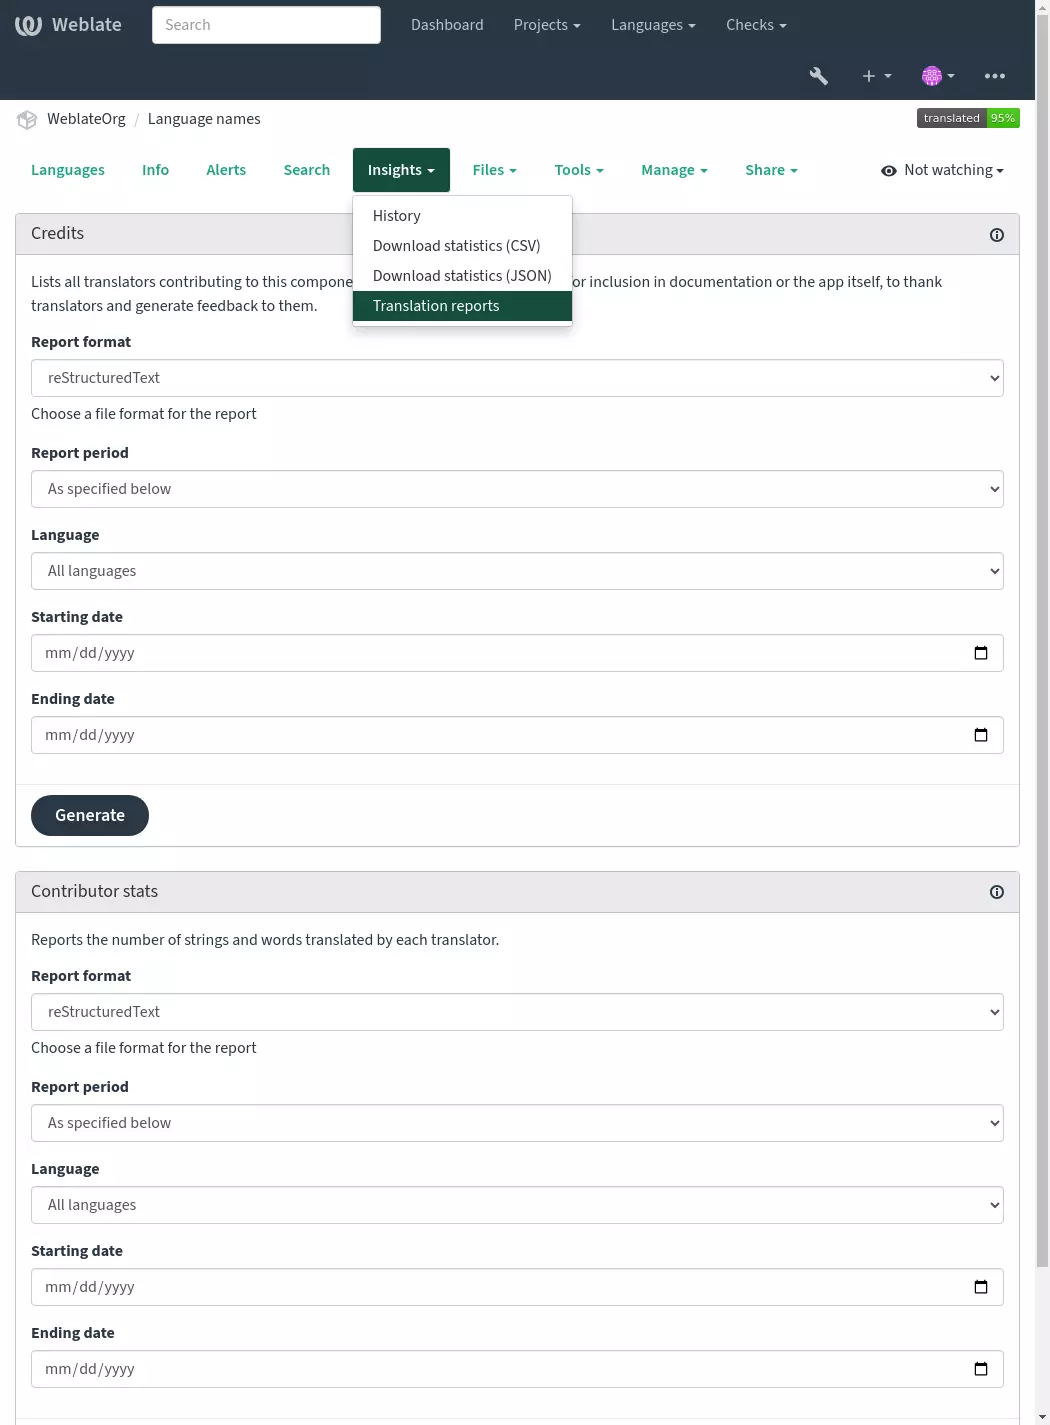 Weblate
Search
Dashboard
Projects
Languages
Checks
WeblateOrg / Language names
translated 95%
Languages
Info
Alerts
Search
Insights
Files
Tools
Manage
Share
Not watching
History
Download statistics (CSV)
Download statistics (JSON)
Translation reports
Credits
Lists all translators contributing to this compone or inclusion in documentation or the app itself, to thank
translators and generate feedback to them.
Report format
reStructuredText
Choose a file format for the report
Report period
As specified below
Language
All languages
Starting date
mm/dd/yyyy
Ending date
mm/dd/yyyy
Generate
Contributor stats
Reports the number of strings and words translated by each translator.
Report format
reStructuredText
Choose a file format for the report
Report period
As specified below
Language
All languages
Starting date
mm/dd/yyyy
Ending date
mm/dd/yyyy